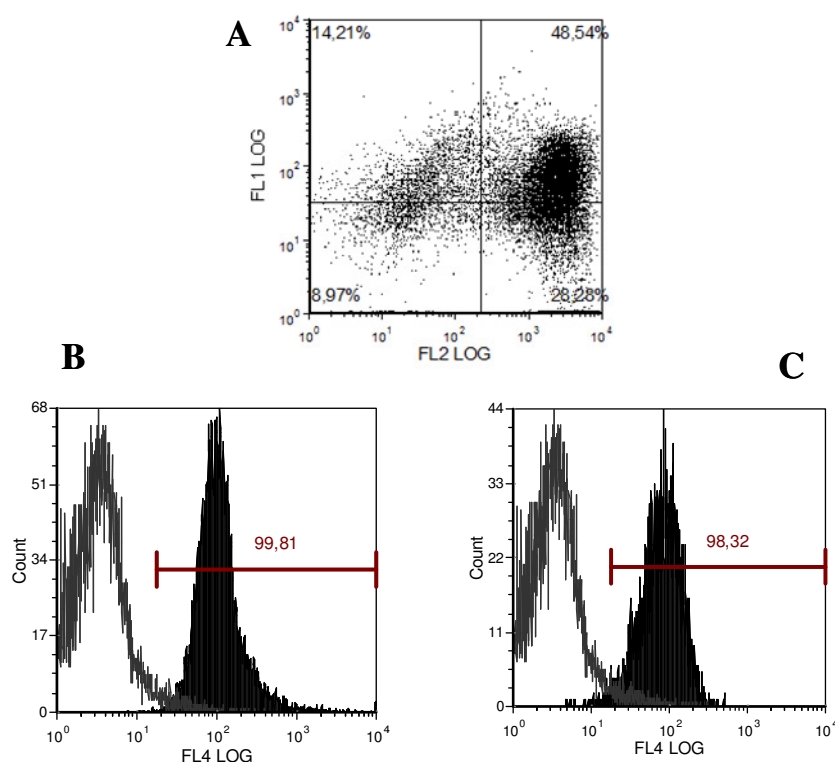 A
14,21% 48,54%
10⁴
10³
10²
10¹
10⁰
FL1 LOG
8,97% 28,28%
10⁰ 10¹ 10² 10³ 10⁴
FL2 LOG
B
68
51
34
17
0
Count
99,81
10⁰ 10¹ 10² 10³ 10⁴
FL4 LOG
C
44
33
22
11
0
Count
98,32
10⁰ 10¹ 10² 10³ 10⁴
FL4 LOG